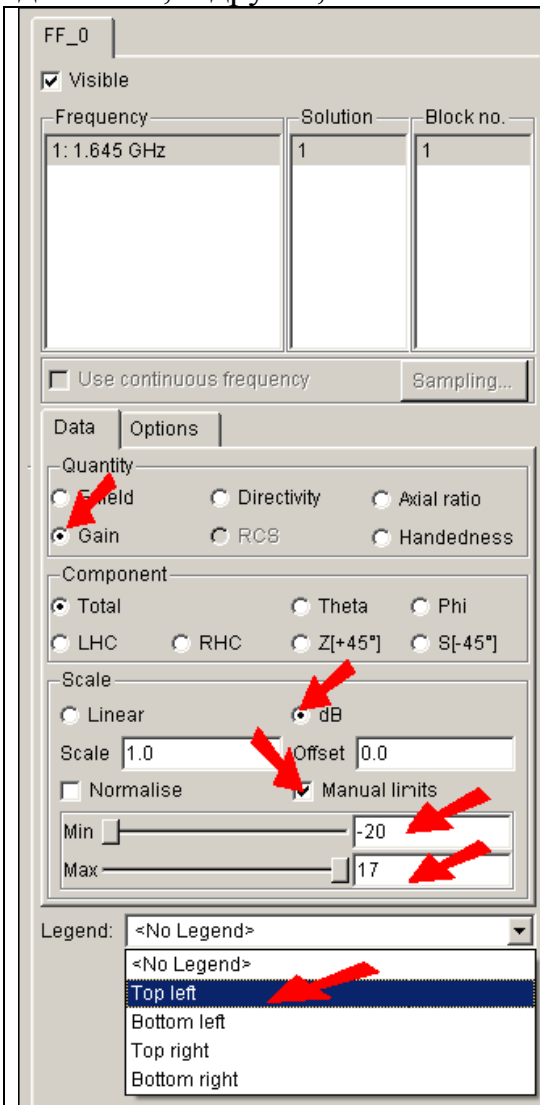 FF_0
Visible
Frequency Solution Block no.
1: 1.645 GHz 1 1
Use continuous frequency Sampling...
Data Options
Quantity
Directivity Axial ratio
Gain RCS Handedness
Component
Total Theta Phi
LHC RHC Z[+45°] S[-45°]
Scale
Linear dB
Scale 1.0 Offset 0.0
Normalise Manual limits
Min -20
Max 17
Legend: <No Legend>
<No Legend>
Top left
Bottom left
Top right
Bottom right